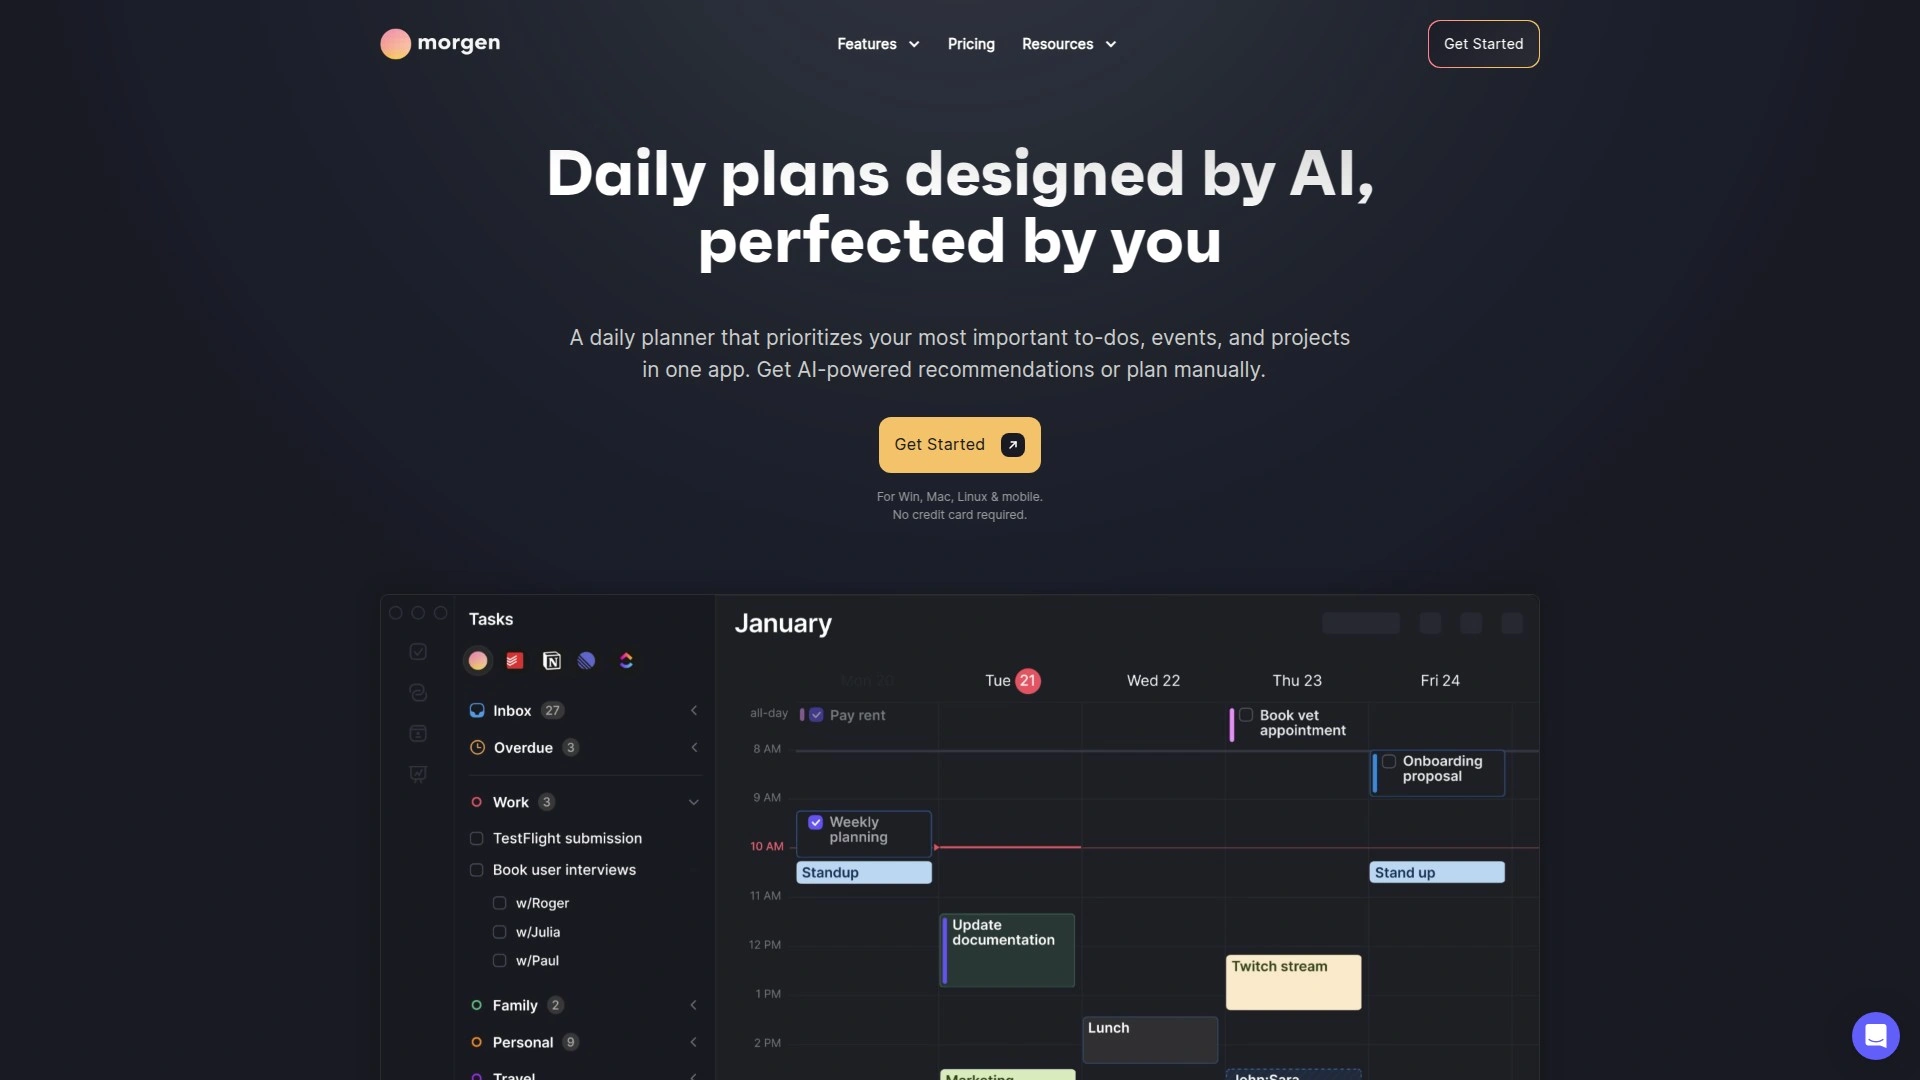 morgen
Features
Pricing
Resources
Get Started
Daily plans designed by AI,
perfected by you
A daily planner that prioritizes your most important to-dos, events, and projects
in one app. Get AI-powered recommendations or plan manually.
Get Started
For Win, Mac, Linux & mobile.
No credit card required.
Tasks
Inbox 27
Overdue 3
Work 3
TestFlight submission
Book user interviews
w/Roger
w/Julia
w/Paul
Family 2
Personal 9
Travel
January
Mon 20
Tue 21
Wed 22
Thu 23
Fri 24
all-day
Pay rent
Book vet
appointment
8 AM
Onboarding
proposal
9 AM
Weekly
planning
10 AM
Standup
Stand up
11 AM
Update
documentation
12 PM
Twitch stream
1 PM
Lunch
2 PM
Marketing
John:Sara